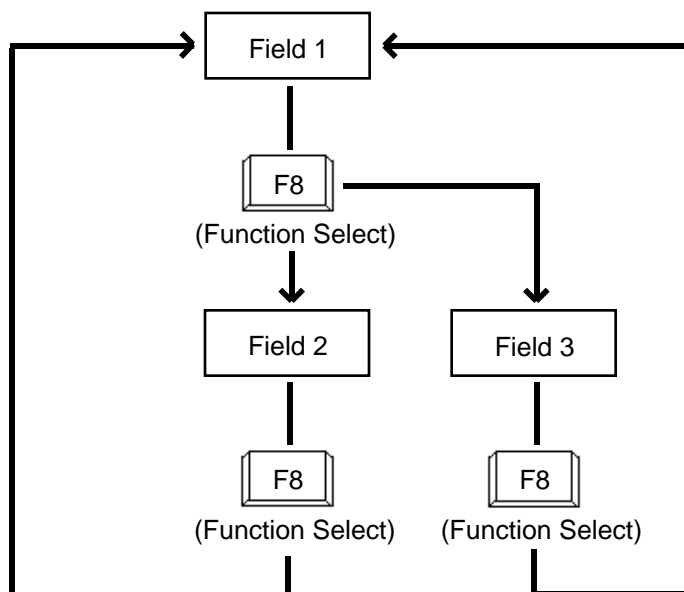 Field 1
F8
(Function Select)
Field 2
Field 3
F8
F8
(Function Select)
(Function Select)